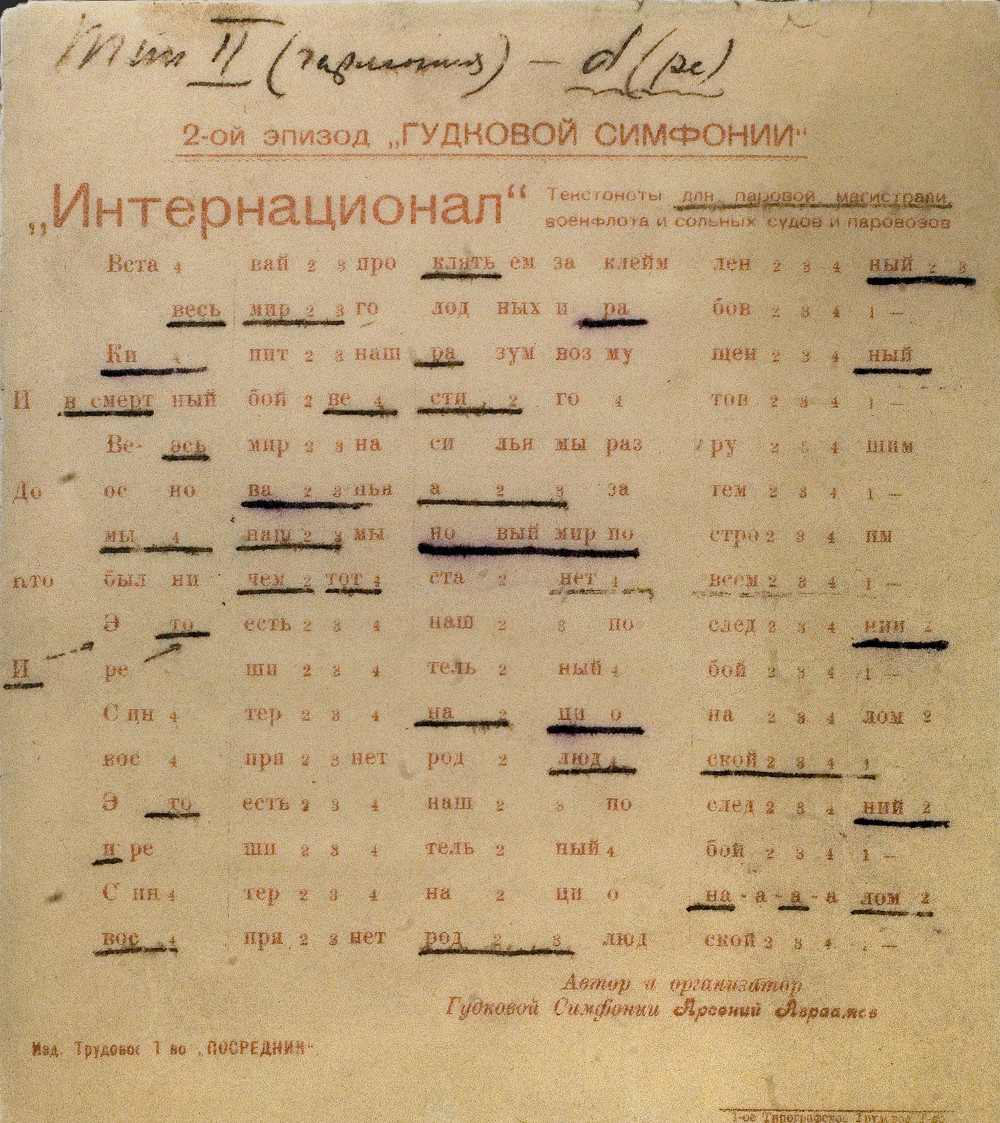 II (гармония) — d (ре)
2-ой эпизод „ГУДКОВОЙ СИМФОНИИ“
„Интернационал“
Текстоноты для паровой магистрали
военфлота и сольных судов и паровозов
Вста 4 вай 2 3 про клять ем за клейм лен 2 3 4 ный 2 3
весь мир 2 3 го лод ных и ра бов 2 3 4 1 —
Ки 4 пит 2 3 наш ра зум воз му щен 2 3 4 ный
И в смерт ный бой 2 ве 4 сти 2 го 4 тов 2 3 4 1 —
Ве- эсь мир 2 3 на си лья мы раз ру 2 3 4 шим
До ос но ва 2 3 нья а 2 3 за тем 2 3 4 1 —
мы 4 наш 2 3 мы но вый мир по стро 2 3 4 им
кто был ни чем 2 тот 4 ста 2 нет 4 всем 2 3 4 1 —
Э то есть 2 3 4 наш 2 3 по след 2 3 4 нии 2
И ре ши 2 3 4 тель 2 ный 4 бой 2 3 4 1 —
С ин 4 тер 2 3 4 на 2 ци о на 2 3 4 лом 2
вос 4 пря 2 3 нет род 2 люд 4 ской 2 3 4 1 -
Э то есть 2 3 4 наш 2 3 по след 2 3 4 ний 2
и ре ши 2 3 4 тель 2 ный 4 бой 2 3 4 1 —
С ин 4 тер 2 3 4 на 2 ци о на - а - а - а лом 2
вос 4 пря 2 3 нет род 2 3 люд ской 2 3 4 1 —
Автор и организатор
Гудковой Симфонии Арсений Авраамов
Изд. Трудовое Т-во „ПОСРЕДНИК“
1-ое Типографское Трудовое Т-во